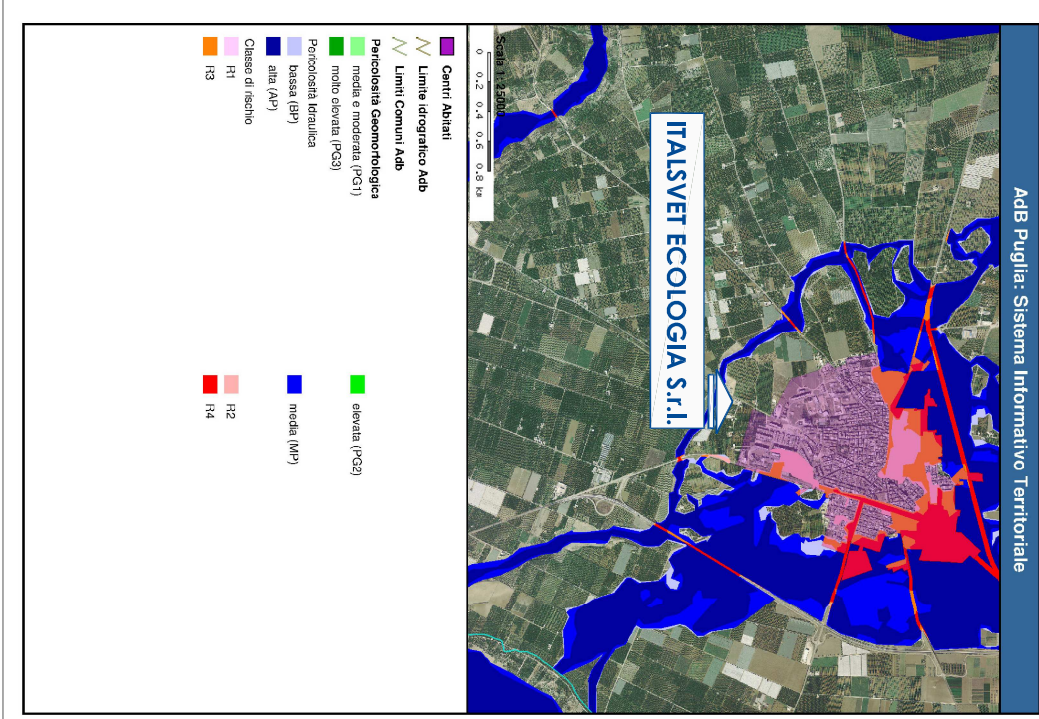 AdB Puglia: Sistema Informativo Territoriale
ITALSVET ECOLOGIA S.r.l.
Scala 1:25000
0 0.2 0.4 0.6 0.8 km
Centri Abitati
Limite idrografico Adb
Limiti Comuni Adb
Pericolosità Geomorfologica
media e moderata (PG1)
elevata (PG2)
molto elevata (PG3)
Pericolosità Idraulica
bassa (BP)
media (MP)
alta (AP)
Classe di rischio
R1
R2
R3
R4